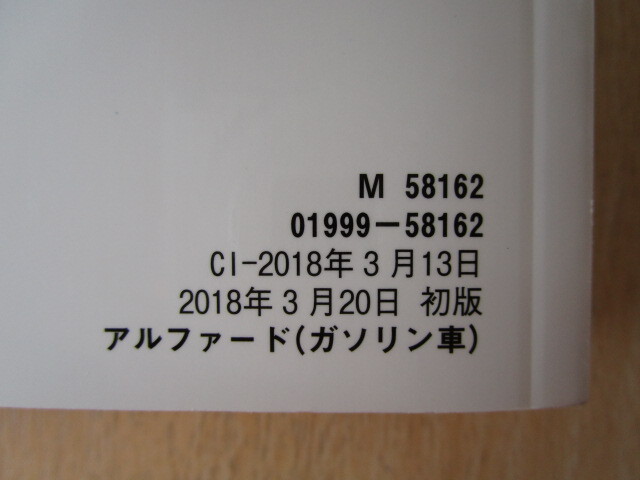 M 58162
01999-58162
CI-2018年3月13日
2018年3月20日 初版
アルファード(ガソリン車)